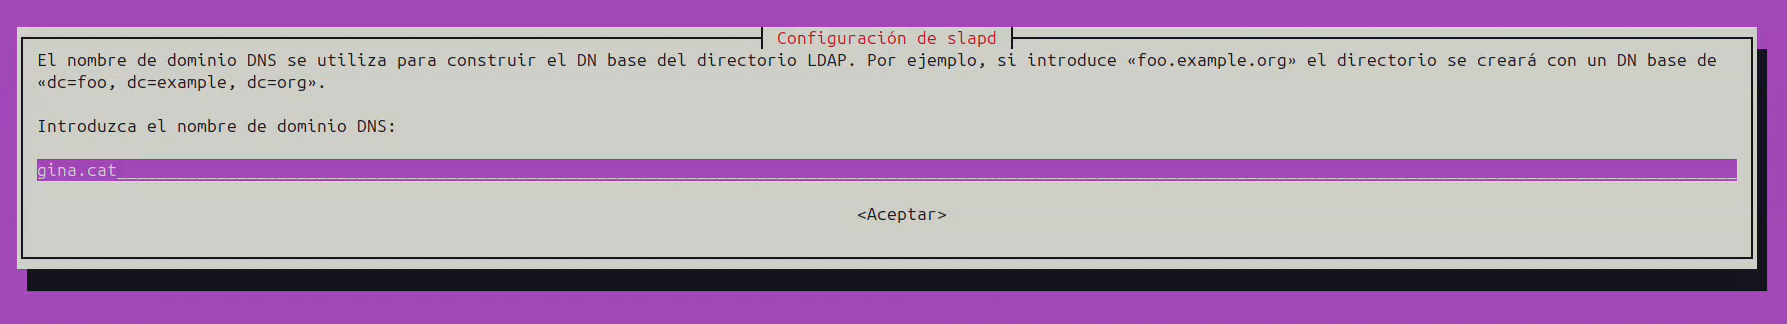 Configuración de slapd
El nombre de dominio DNS se utiliza para construir el DN base del directorio LDAP. Por ejemplo, si introduce «foo.example.org» el directorio se creará con un DN base de
«dc=foo, dc=example, dc=org».
Introduzca el nombre de dominio DNS:
gina.cat
<Aceptar>